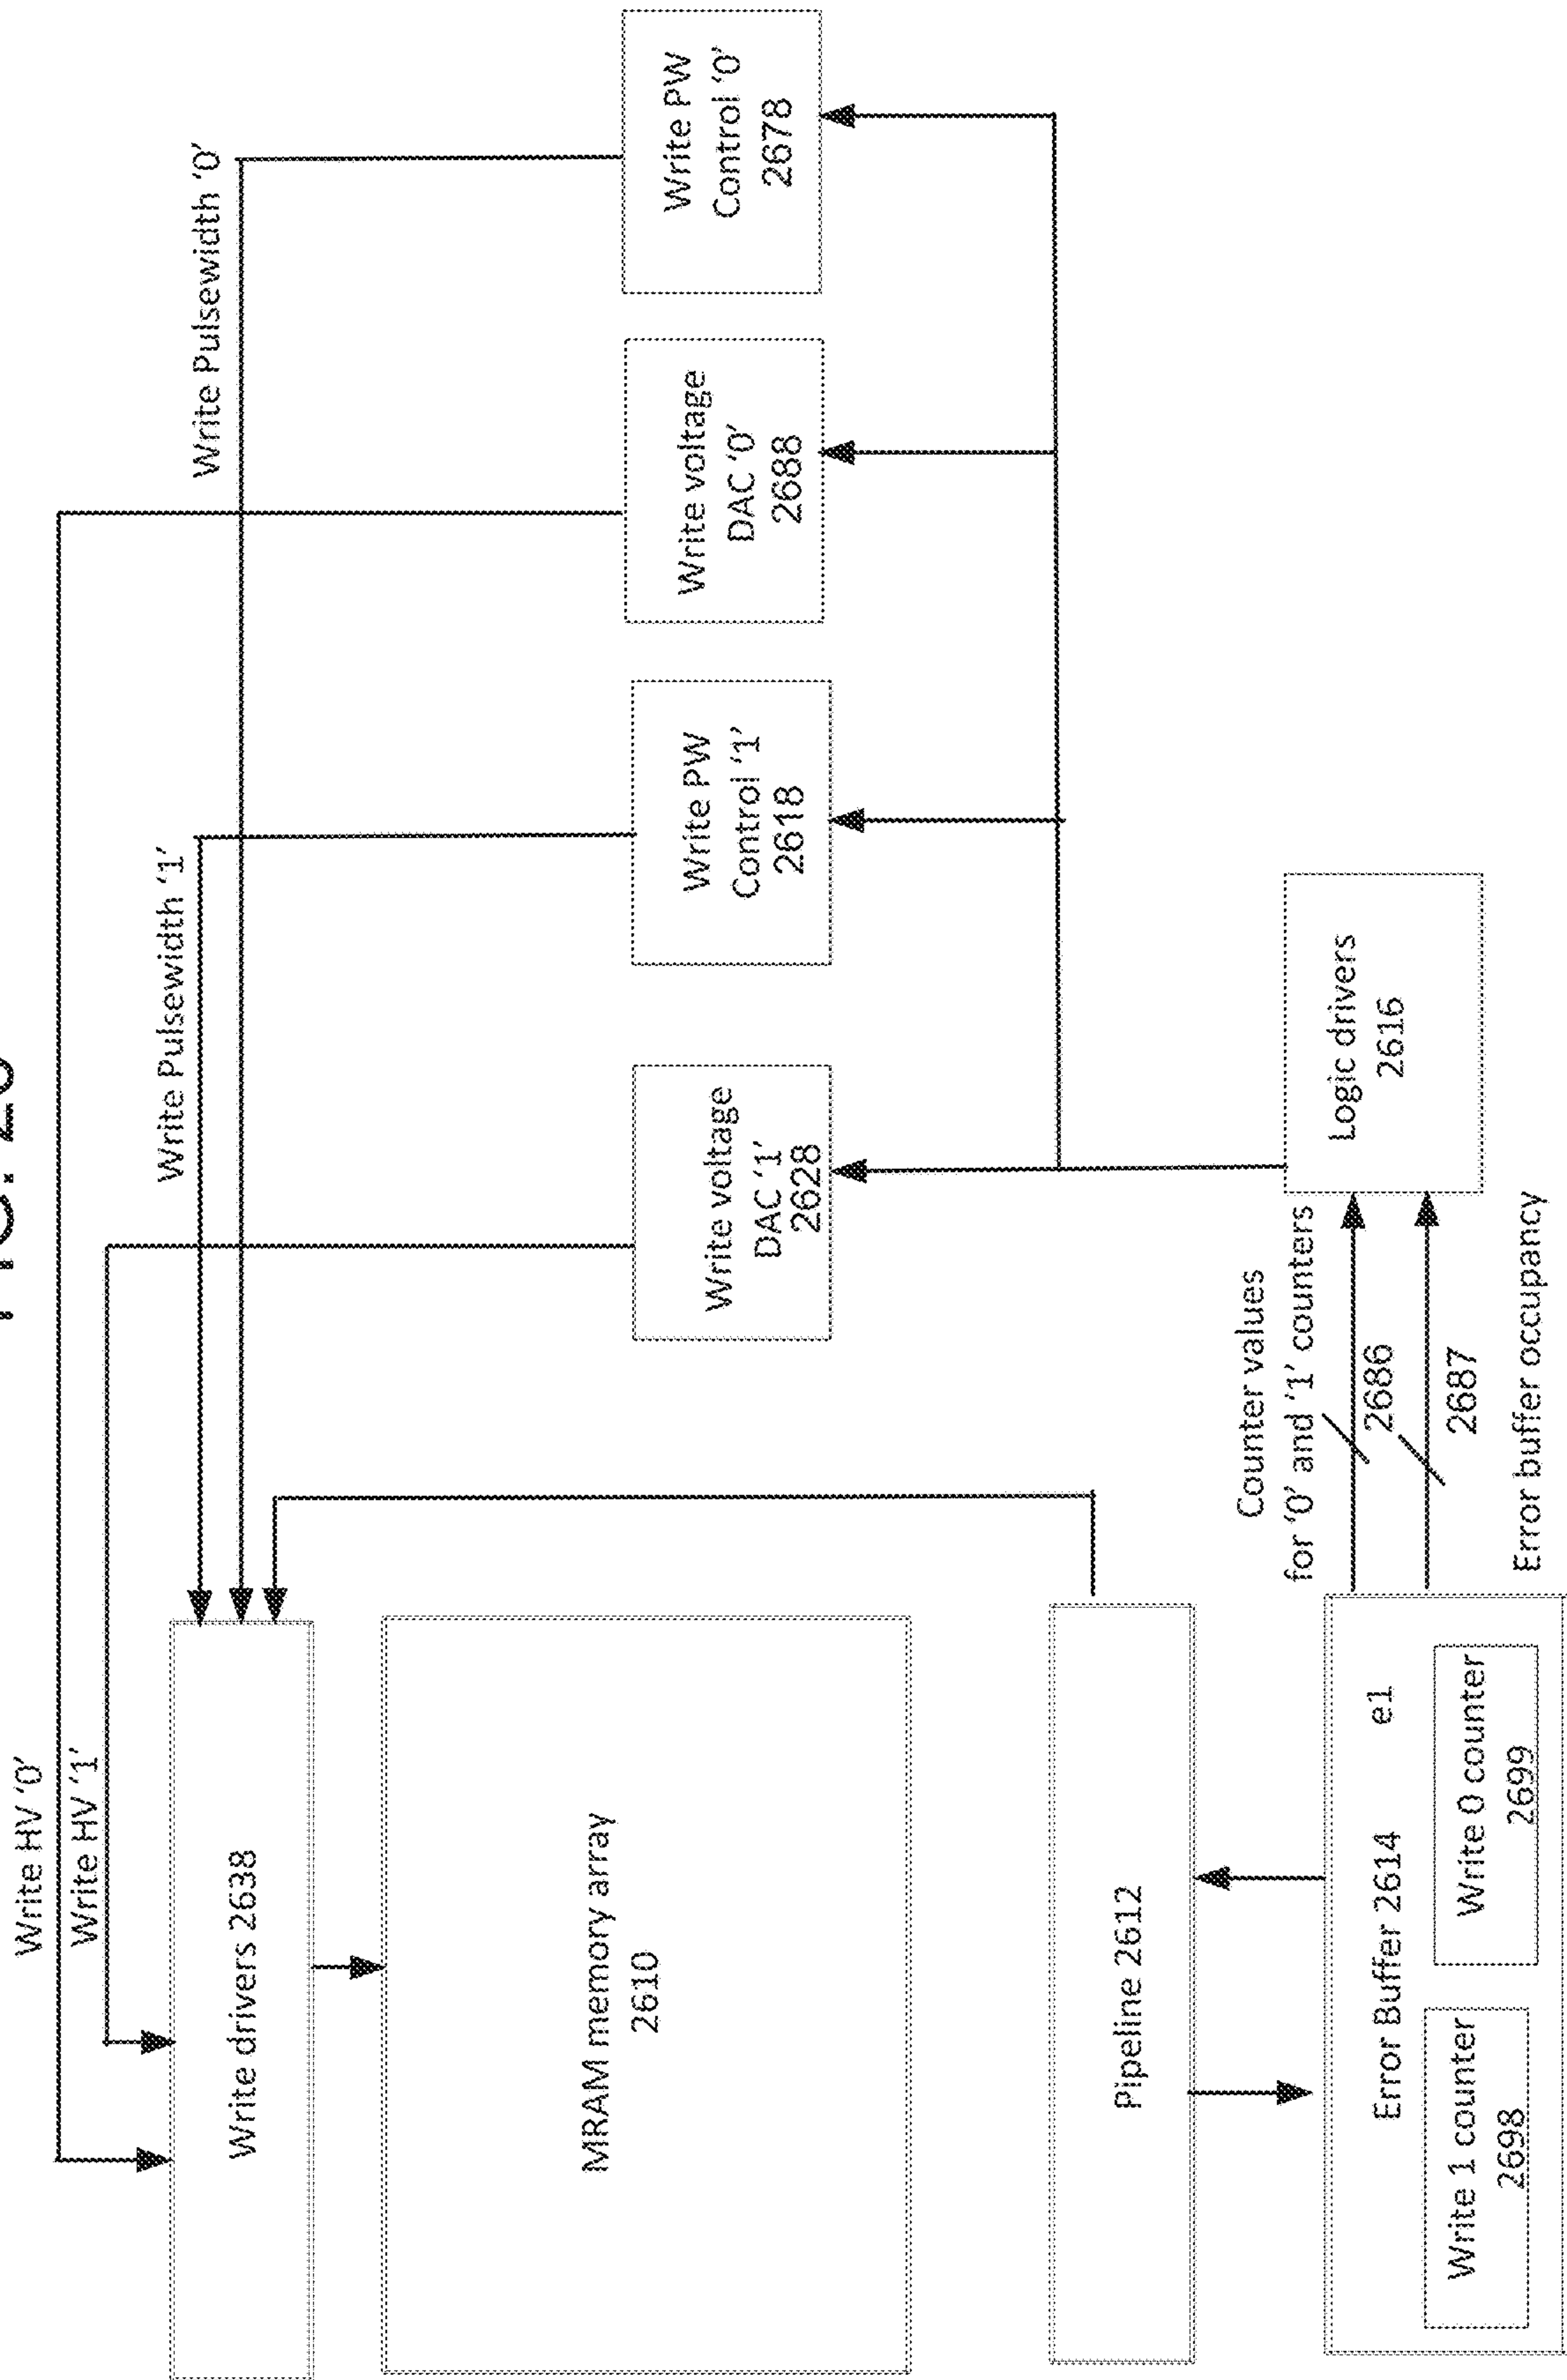 FIG. 26
Write HV ‘0’
Write HV ‘1’
Write Pulsewidth ‘1’
Write Pulsewidth ‘0’
Write drivers 2638
MRAM memory array
2610
Pipeline 2612
Error Buffer 2614 e1
Write 1 counter
2698
Write 0 counter
2699
Counter values
for ‘0’ and ‘1’ counters
2686
2687
Error buffer occupancy
Logic drivers
2616
Write voltage
DAC ‘1’
2628
Write PW
Control ‘1’
2618
Write voltage
DAC ‘0’
2688
Write PW
Control ‘0’
2678